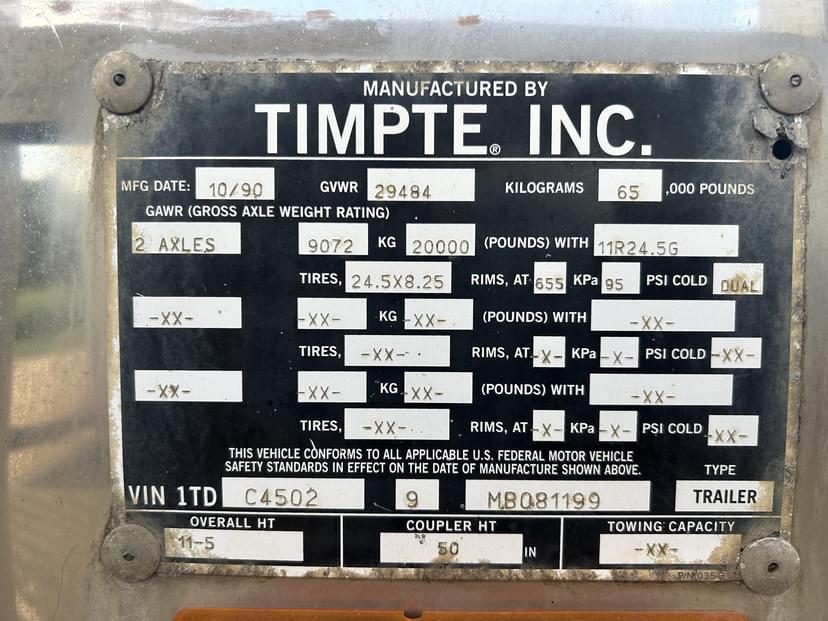 MANUFACTURED BY
TIMPTE® INC.
MFG DATE: 10/90 GVWR 29484 KILOGRAMS 65 ,000 POUNDS
GAWR (GROSS AXLE WEIGHT RATING)
2 AXLES 9072 KG 20000 (POUNDS) WITH 11R24.5G
TIRES, 24.5X8.25 RIMS, AT 655 KPa 95 PSI COLD DUAL
-XX- -XX- KG -XX- (POUNDS) WITH -XX-
TIRES, -XX- RIMS, AT -X- KPa -X- PSI COLD -XX-
-XX- -XX- KG -XX- (POUNDS) WITH -XX-
TIRES, -XX- RIMS, AT -X- KPa -X- PSI COLD -XX-
THIS VEHICLE CONFORMS TO ALL APPLICABLE U.S. FEDERAL MOTOR VEHICLE
SAFETY STANDARDS IN EFFECT ON THE DATE OF MANUFACTURE SHOWN ABOVE. TYPE
VIN 1TD C4502 9 MB081199 TRAILER
OVERALL HT COUPLER HT TOWING CAPACITY
11-5 50 IN -XX-